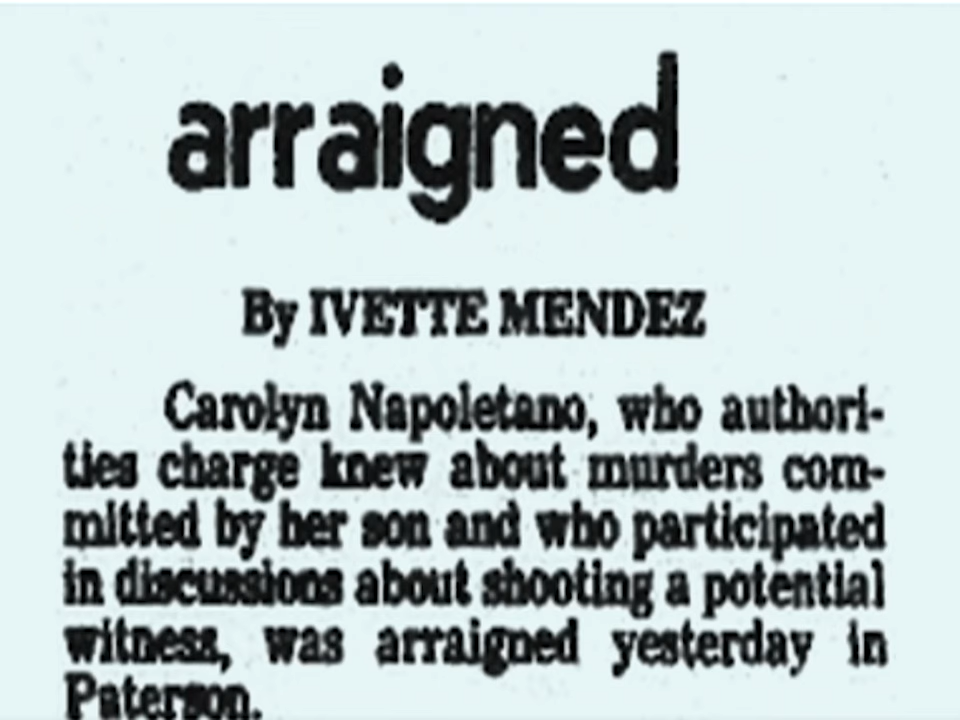 arraigned
By IVETTE MENDEZ
Carolyn Napoletano, who authori-
ties charge knew about murders com-
mitted by her son and who participated
in discussions about shooting a potential
witness, was arraigned yesterday in
Paterson.